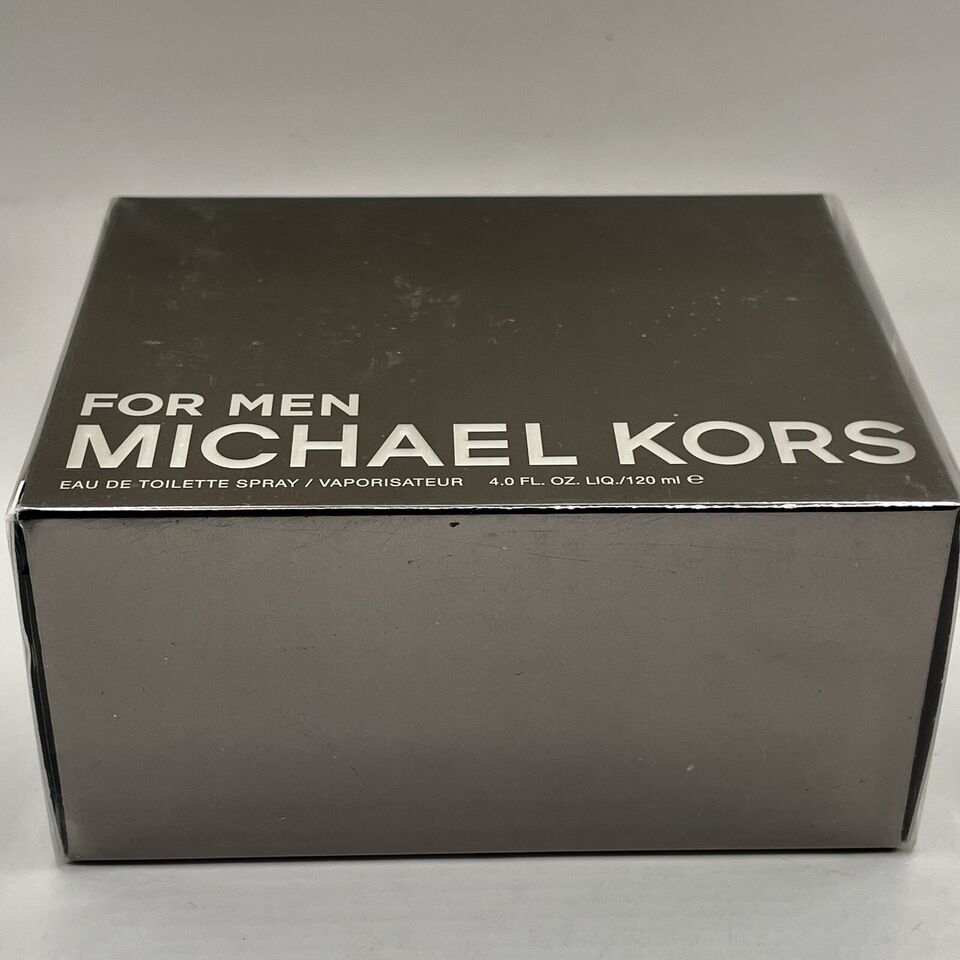 FOR MEN
MICHAEL KORS
EAU DE TOILETTE SPRAY / VAPORISATEUR 4.0 FL. OZ. LIQ./120 ml ℮